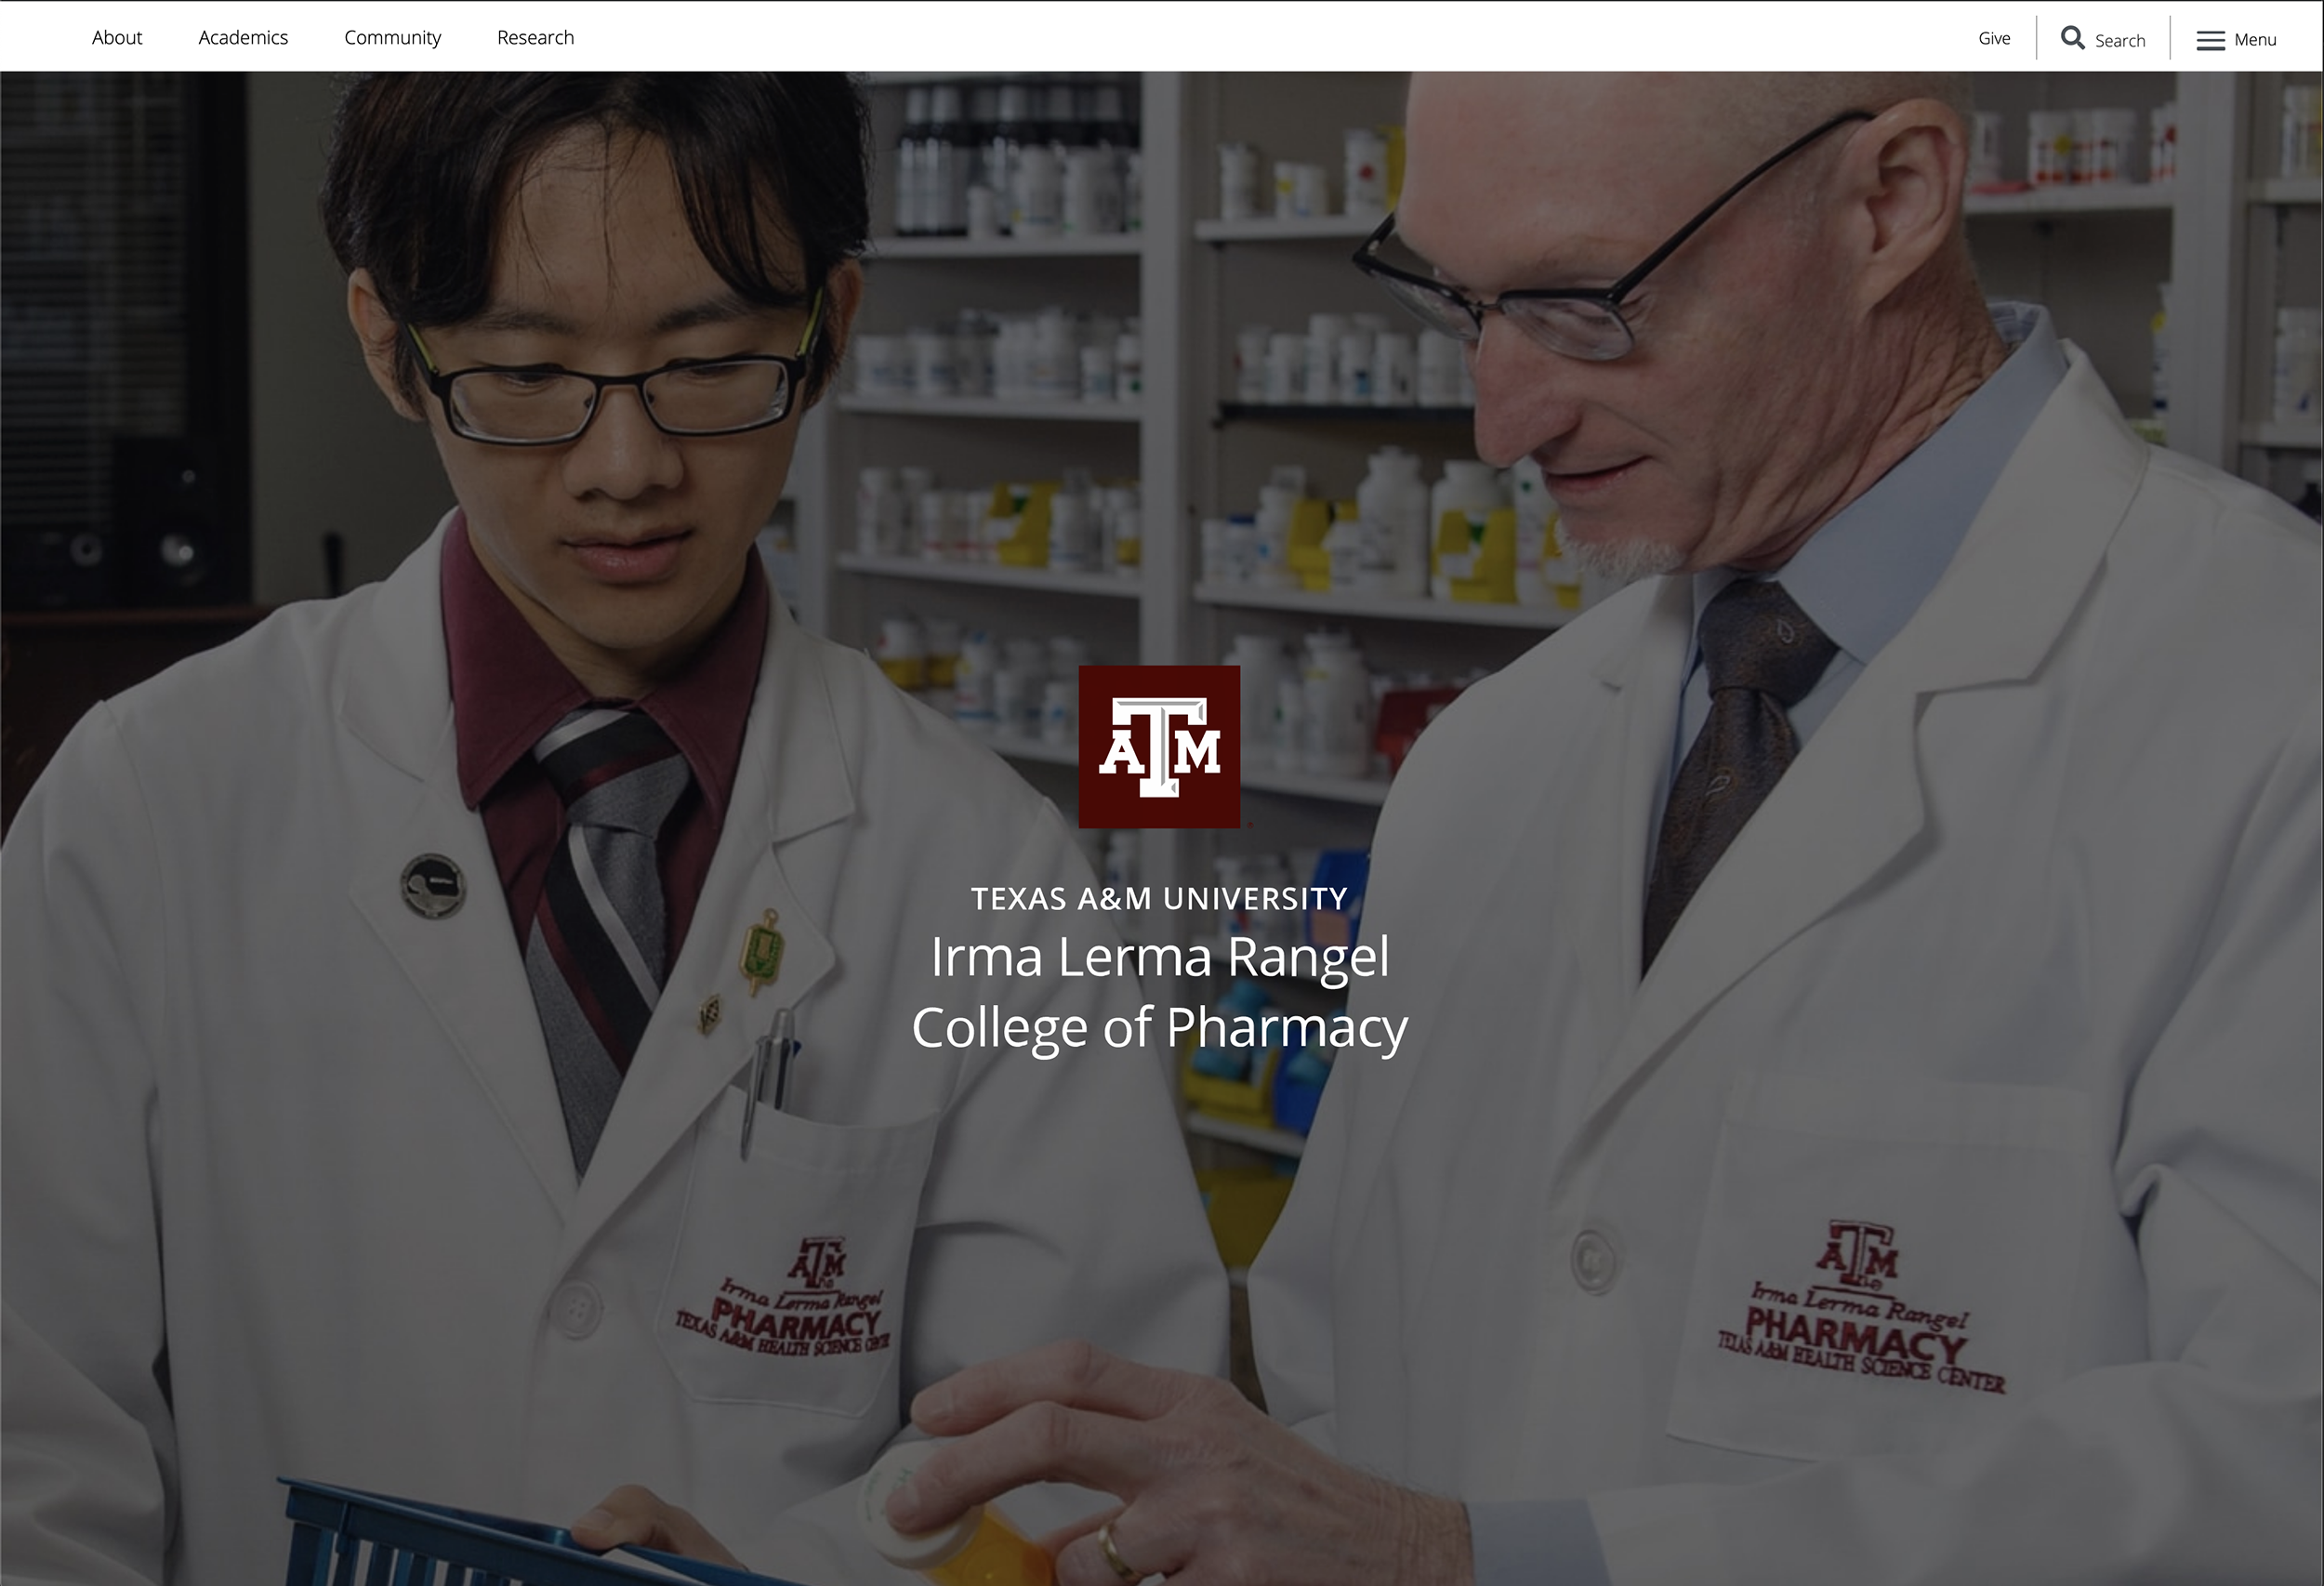 About
Academics
Community
Research
Give
Search
Menu
ATM
TEXAS A&M UNIVERSITY
Irma Lerma Rangel
College of Pharmacy
ATM
Irma Lerma Rangel
PHARMACY
TEXAS A&M HEALTH SCIENCE CENTER
ATM
Irma Lerma Rangel
PHARMACY
TEXAS A&M HEALTH SCIENCE CENTER